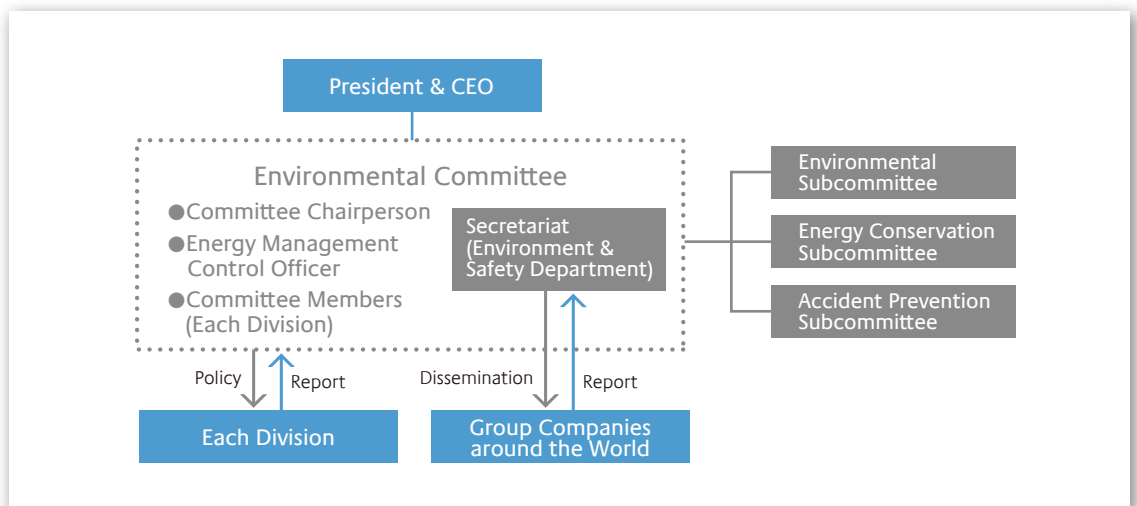 President & CEO
Environmental Committee
●Committee Chairperson
●Energy Management
Control Officer
●Committee Members
(Each Division)
Secretariat
(Environment &
Safety Department)
Environmental
Subcommittee
Energy Conservation
Subcommittee
Accident Prevention
Subcommittee
Policy
Report
Dissemination
Report
Each Division
Group Companies
around the World